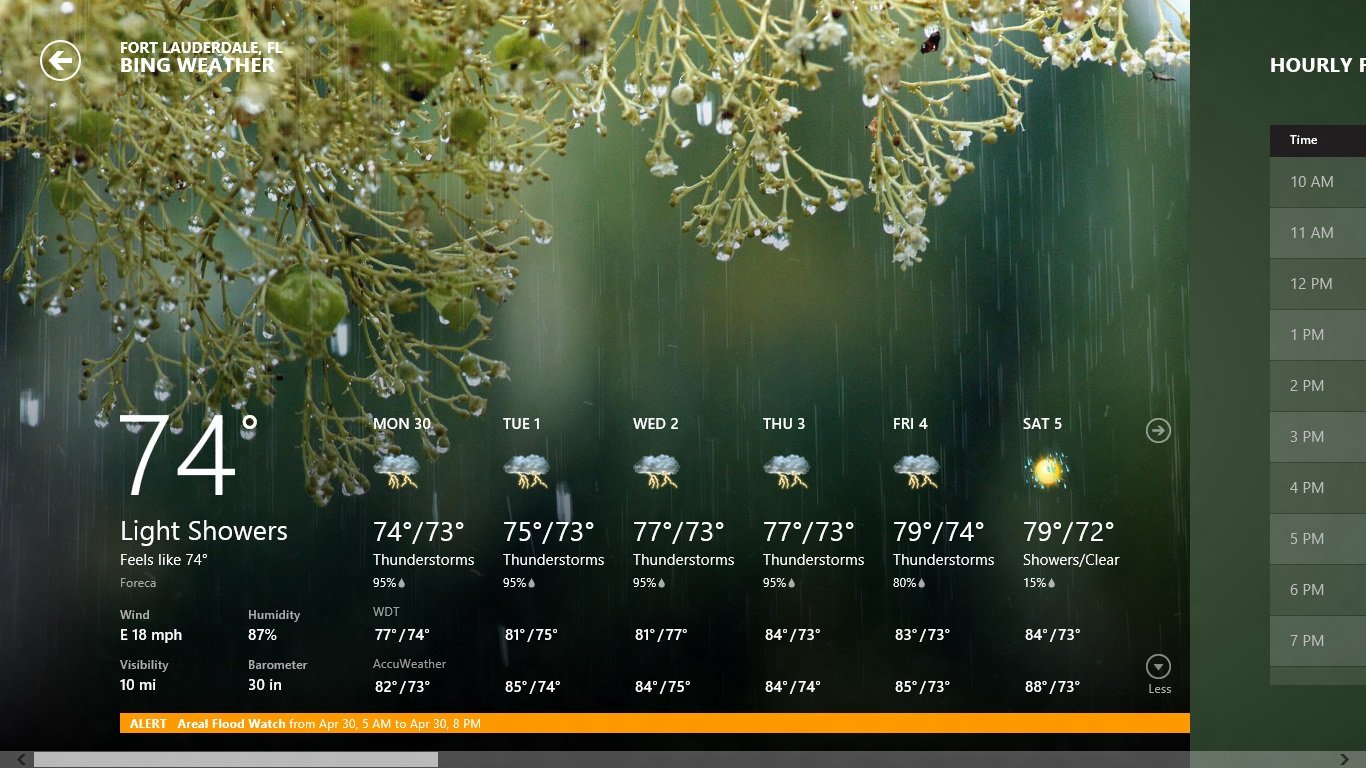 FORT LAUDERDALE, FL
BING WEATHER
74°
Light Showers
Feels like 74°
Foreca
Wind
E 18 mph
Humidity
87%
Visibility
10 mi
Barometer
30 in
MON 30
TUE 1
WED 2
THU 3
FRI 4
SAT 5
74°/73°
75°/73°
77°/73°
77°/73°
79°/74°
79°/72°
Thunderstorms
Thunderstorms
Thunderstorms
Thunderstorms
Thunderstorms
Showers/Clear
95%
95%
95%
95%
80%
15%
WDT
77°/74°
81°/75°
81°/77°
84°/73°
83°/73°
84°/73°
AccuWeather
82°/73°
85°/74°
84°/75°
84°/74°
85°/73°
88°/73°
Less
ALERT Areal Flood Watch from Apr 30, 5 AM to Apr 30, 8 PM
HOURLY F
Time
10 AM
11 AM
12 PM
1 PM
2 PM
3 PM
4 PM
5 PM
6 PM
7 PM